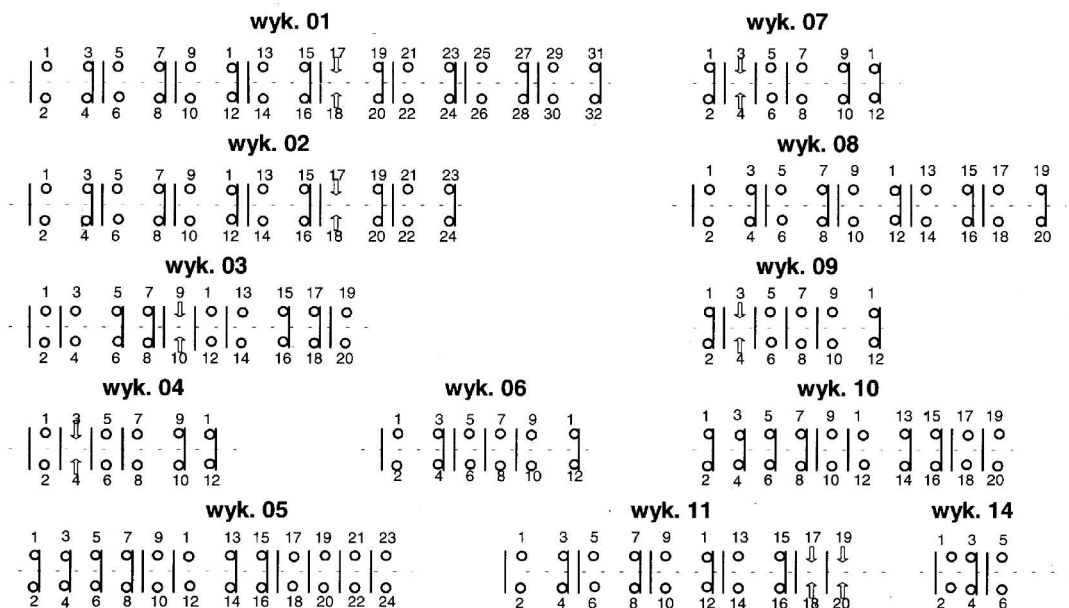 wyk. 01
1 3 5 7 9 1 13 15 17 19 21 23 25 27 29 31
2 4 6 8 10 12 14 16 18 20 22 24 26 28 30 32
wyk. 07
1 3 5 7 9 1
2 4 6 8 10 12
wyk. 02
1 3 5 7 9 1 13 15 17 19 21 23
2 4 6 8 10 12 14 16 18 20 22 24
wyk. 08
1 3 5 7 9 1 13 15 17 19
2 4 6 8 10 12 14 16 18 20
wyk. 03
1 3 5 7 9 1 13 15 17 19
2 4 6 8 10 12 14 16 18 20
wyk. 09
1 3 5 7 9 1
2 4 6 8 10 12
wyk. 04
1 3 5 7 9 1
2 4 6 8 10 12
wyk. 06
1 3 5 7 9 1
2 4 6 8 10 12
wyk. 10
1 3 5 7 9 1 13 15 17 19
2 4 6 8 10 12 14 16 18 20
wyk. 05
1 3 5 7 9 1 13 15 17 19 21 23
2 4 6 8 10 12 14 16 18 20 22 24
wyk. 11
1 3 5 7 9 1 13 15 17 19
2 4 6 8 10 12 14 16 18 20
wyk. 14
1 3 5
2 4 6